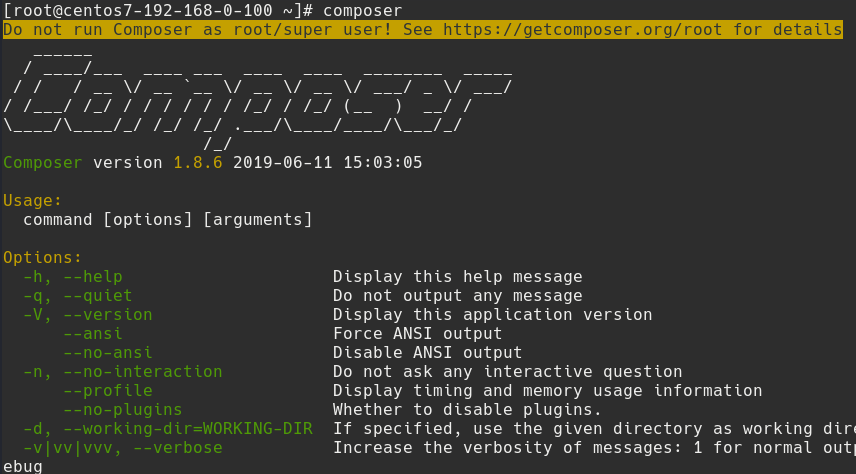 [root@centos7-192-168-0-100 ~]# composer
Do not run Composer as root/super user! See https://getcomposer.org/root for details
   ______
  / ____/___  ____ ___  ____  ____  ________  _____
 / /   / __ \/ __ `__ \/ __ \/ __ \/ ___/ _ \/ ___/
/ /___/ /_/ / / / / / / /_/ / /_/ (__  )  __/ /
\____/\____/_/ /_/ /_/ .___/\____/____/\___/_/
                    /_/
Composer version 1.8.6 2019-06-11 15:03:05

Usage:
  command [options] [arguments]

Options:
  -h, --help                     Display this help message
  -q, --quiet                    Do not output any message
  -V, --version                  Display this application version
      --ansi                     Force ANSI output
      --no-ansi                  Disable ANSI output
  -n, --no-interaction           Do not ask any interactive question
      --profile                  Display timing and memory usage information
      --no-plugins               Whether to disable plugins.
  -d, --working-dir=WORKING-DIR  If specified, use the given directory as working dire
  -v|vv|vvv, --verbose           Increase the verbosity of messages: 1 for normal outp
ebug